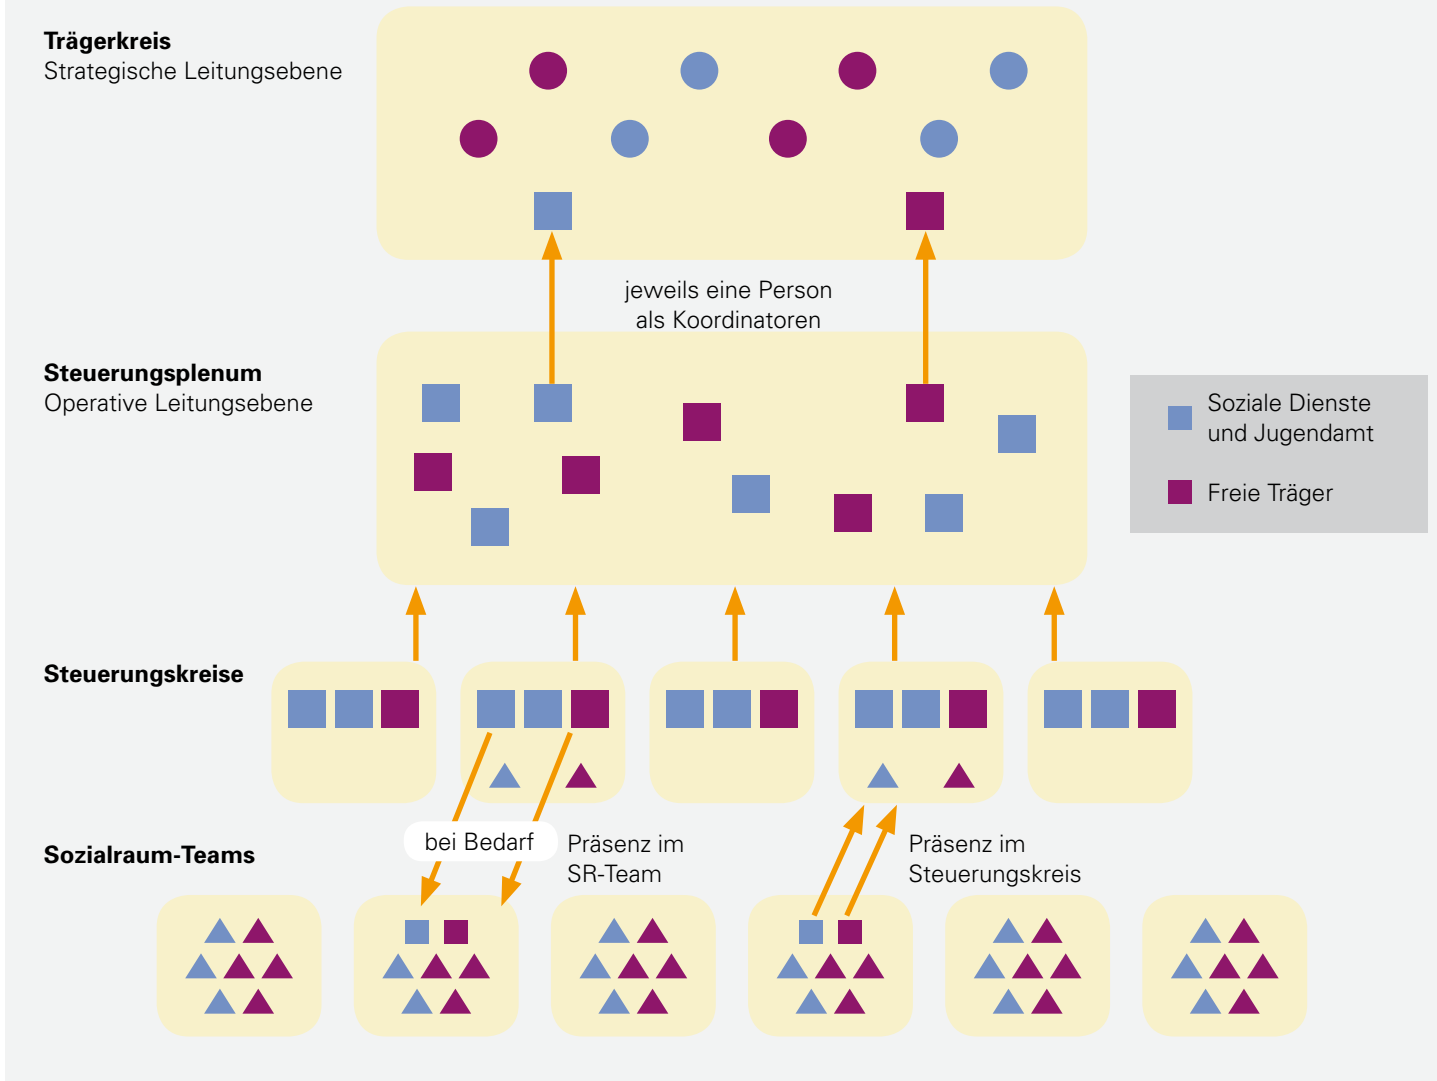 Trägerkreis
Strategische Leitungsebene
jeweils eine Person
als Koordinatoren
Steuerungsplenum
Operative Leitungsebene
Soziale Dienste
und Jugendamt
Freie Träger
Steuerungskreise
Sozialraum-Teams
bei Bedarf
Präsenz im
SR-Team
Präsenz im
Steuerungskreis